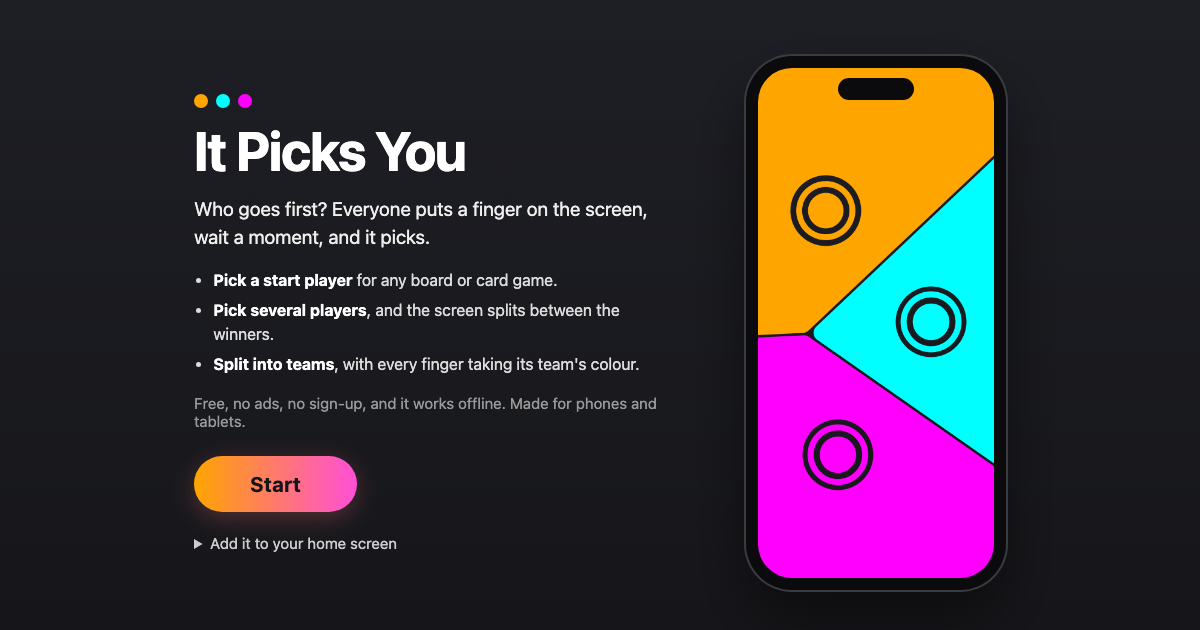 It Picks You
Who goes first? Everyone puts a finger on the screen,
wait a moment, and it picks.
• Pick a start player for any board or card game.
• Pick several players, and the screen splits between the
winners.
• Split into teams, with every finger taking its team's colour.
Free, no ads, no sign-up, and it works offline. Made for phones and
tablets.
Start
Add it to your home screen